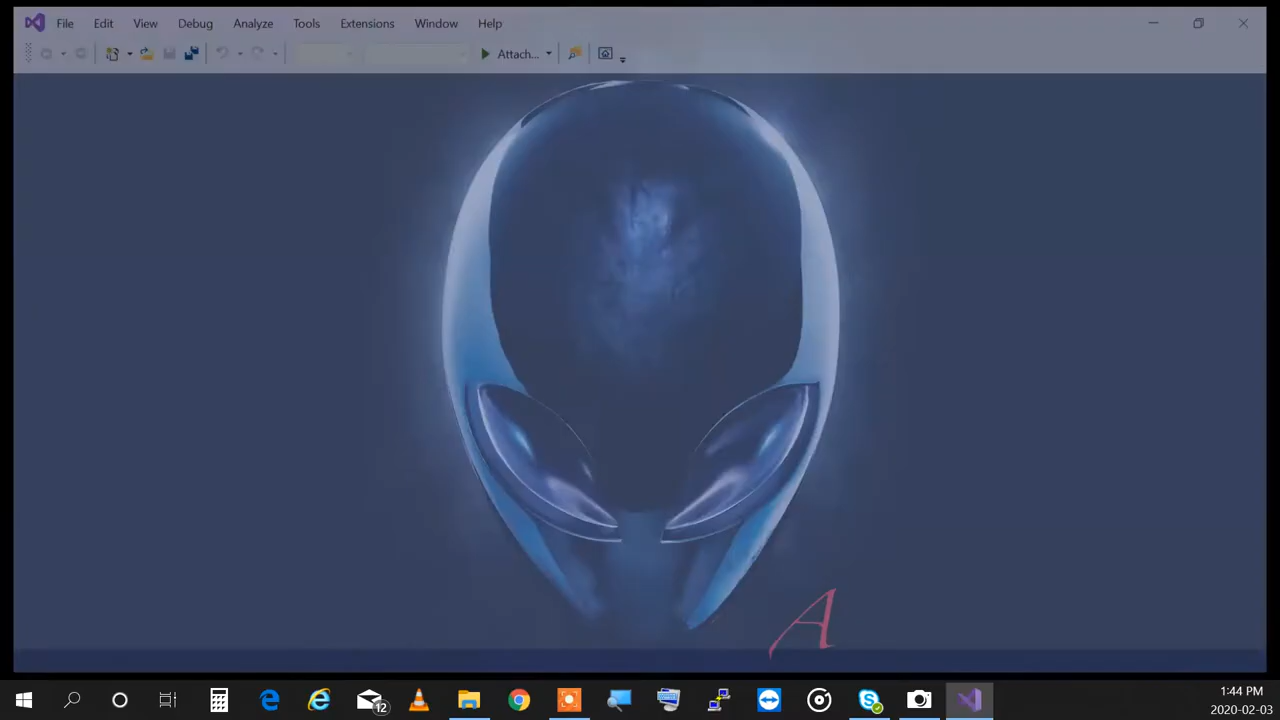 File Edit View Debug Analyze Tools Extensions Window Help
Attach...
A
12
1:44 PM
2020-02-03